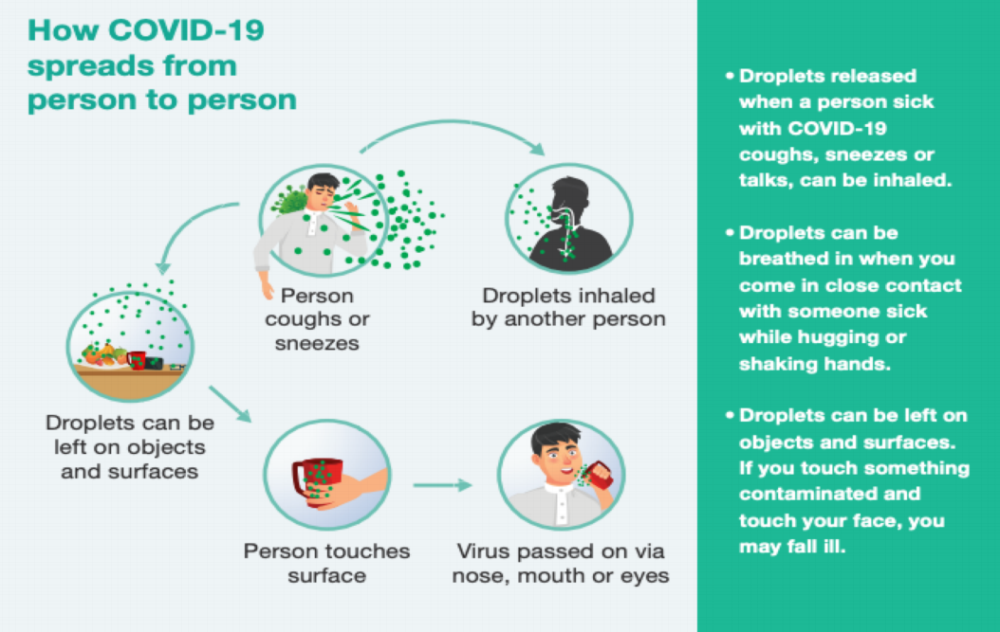 How COVID-19
spreads from
person to person
Person
coughs or
sneezes
Droplets inhaled
by another person
Droplets can be
left on objects
and surfaces
Person touches
surface
Virus passed on via
nose, mouth or eyes
• Droplets released
when a person sick
with COVID-19
coughs, sneezes or
talks, can be inhaled.
• Droplets can be
breathed in when you
come in close contact
with someone sick
while hugging or
shaking hands.
• Droplets can be left on
objects and surfaces.
If you touch something
contaminated and
touch your face, you
may fall ill.